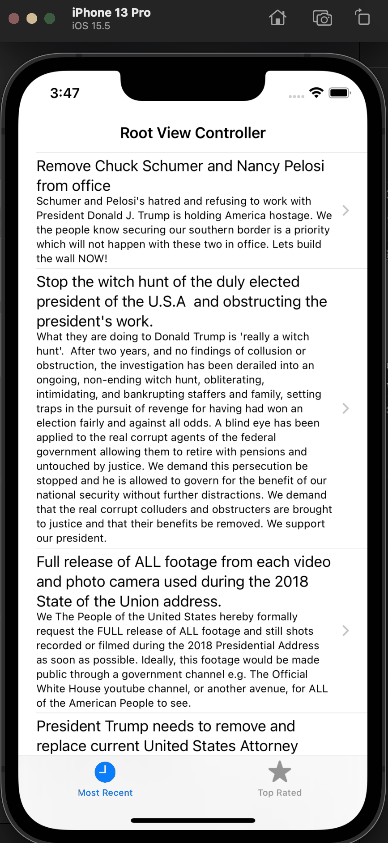 iPhone 13 Pro
iOS 15.5
3:47
Root View Controller
Remove Chuck Schumer and Nancy Pelosi
from office
Schumer and Pelosi's hatred and refusing to work with
President Donald J. Trump is holding America hostage. We
the people know securing our southern border is a priority
which will not happen with these two in office. Lets build
the wall NOW!
Stop the witch hunt of the duly elected
president of the U.S.A  and obstructing the
president's work.
What they are doing to Donald Trump is 'really a witch
hunt'.  After two years, and no findings of collusion or
obstruction, the investigation has been derailed into an
ongoing, non-ending witch hunt, obliterating,
intimidating, and bankrupting staffers and family, setting
traps in the pursuit of revenge for having had won an
election fairly and against all odds. A blind eye has been
applied to the real corrupt agents of the federal
government allowing them to retire with pensions and
untouched by justice. We demand this persecution be
stopped and he is allowed to govern for the benefit of our
national security without further distractions. We demand
that the real corrupt colluders and obstructers are brought
to justice and that their benefits be removed. We support
our president.
Full release of ALL footage from each video
and photo camera used during the 2018
State of the Union address.
We The People of the United States hereby formally
request the FULL release of ALL footage and still shots
recorded or filmed during the 2018 Presidential Address
as soon as possible. Ideally, this footage would be made
public through a government channel e.g. The Official
White House youtube channel, or another avenue, for ALL
of the American People to see.
President Trump needs to remove and
replace current United States Attorney
Most Recent
Top Rated